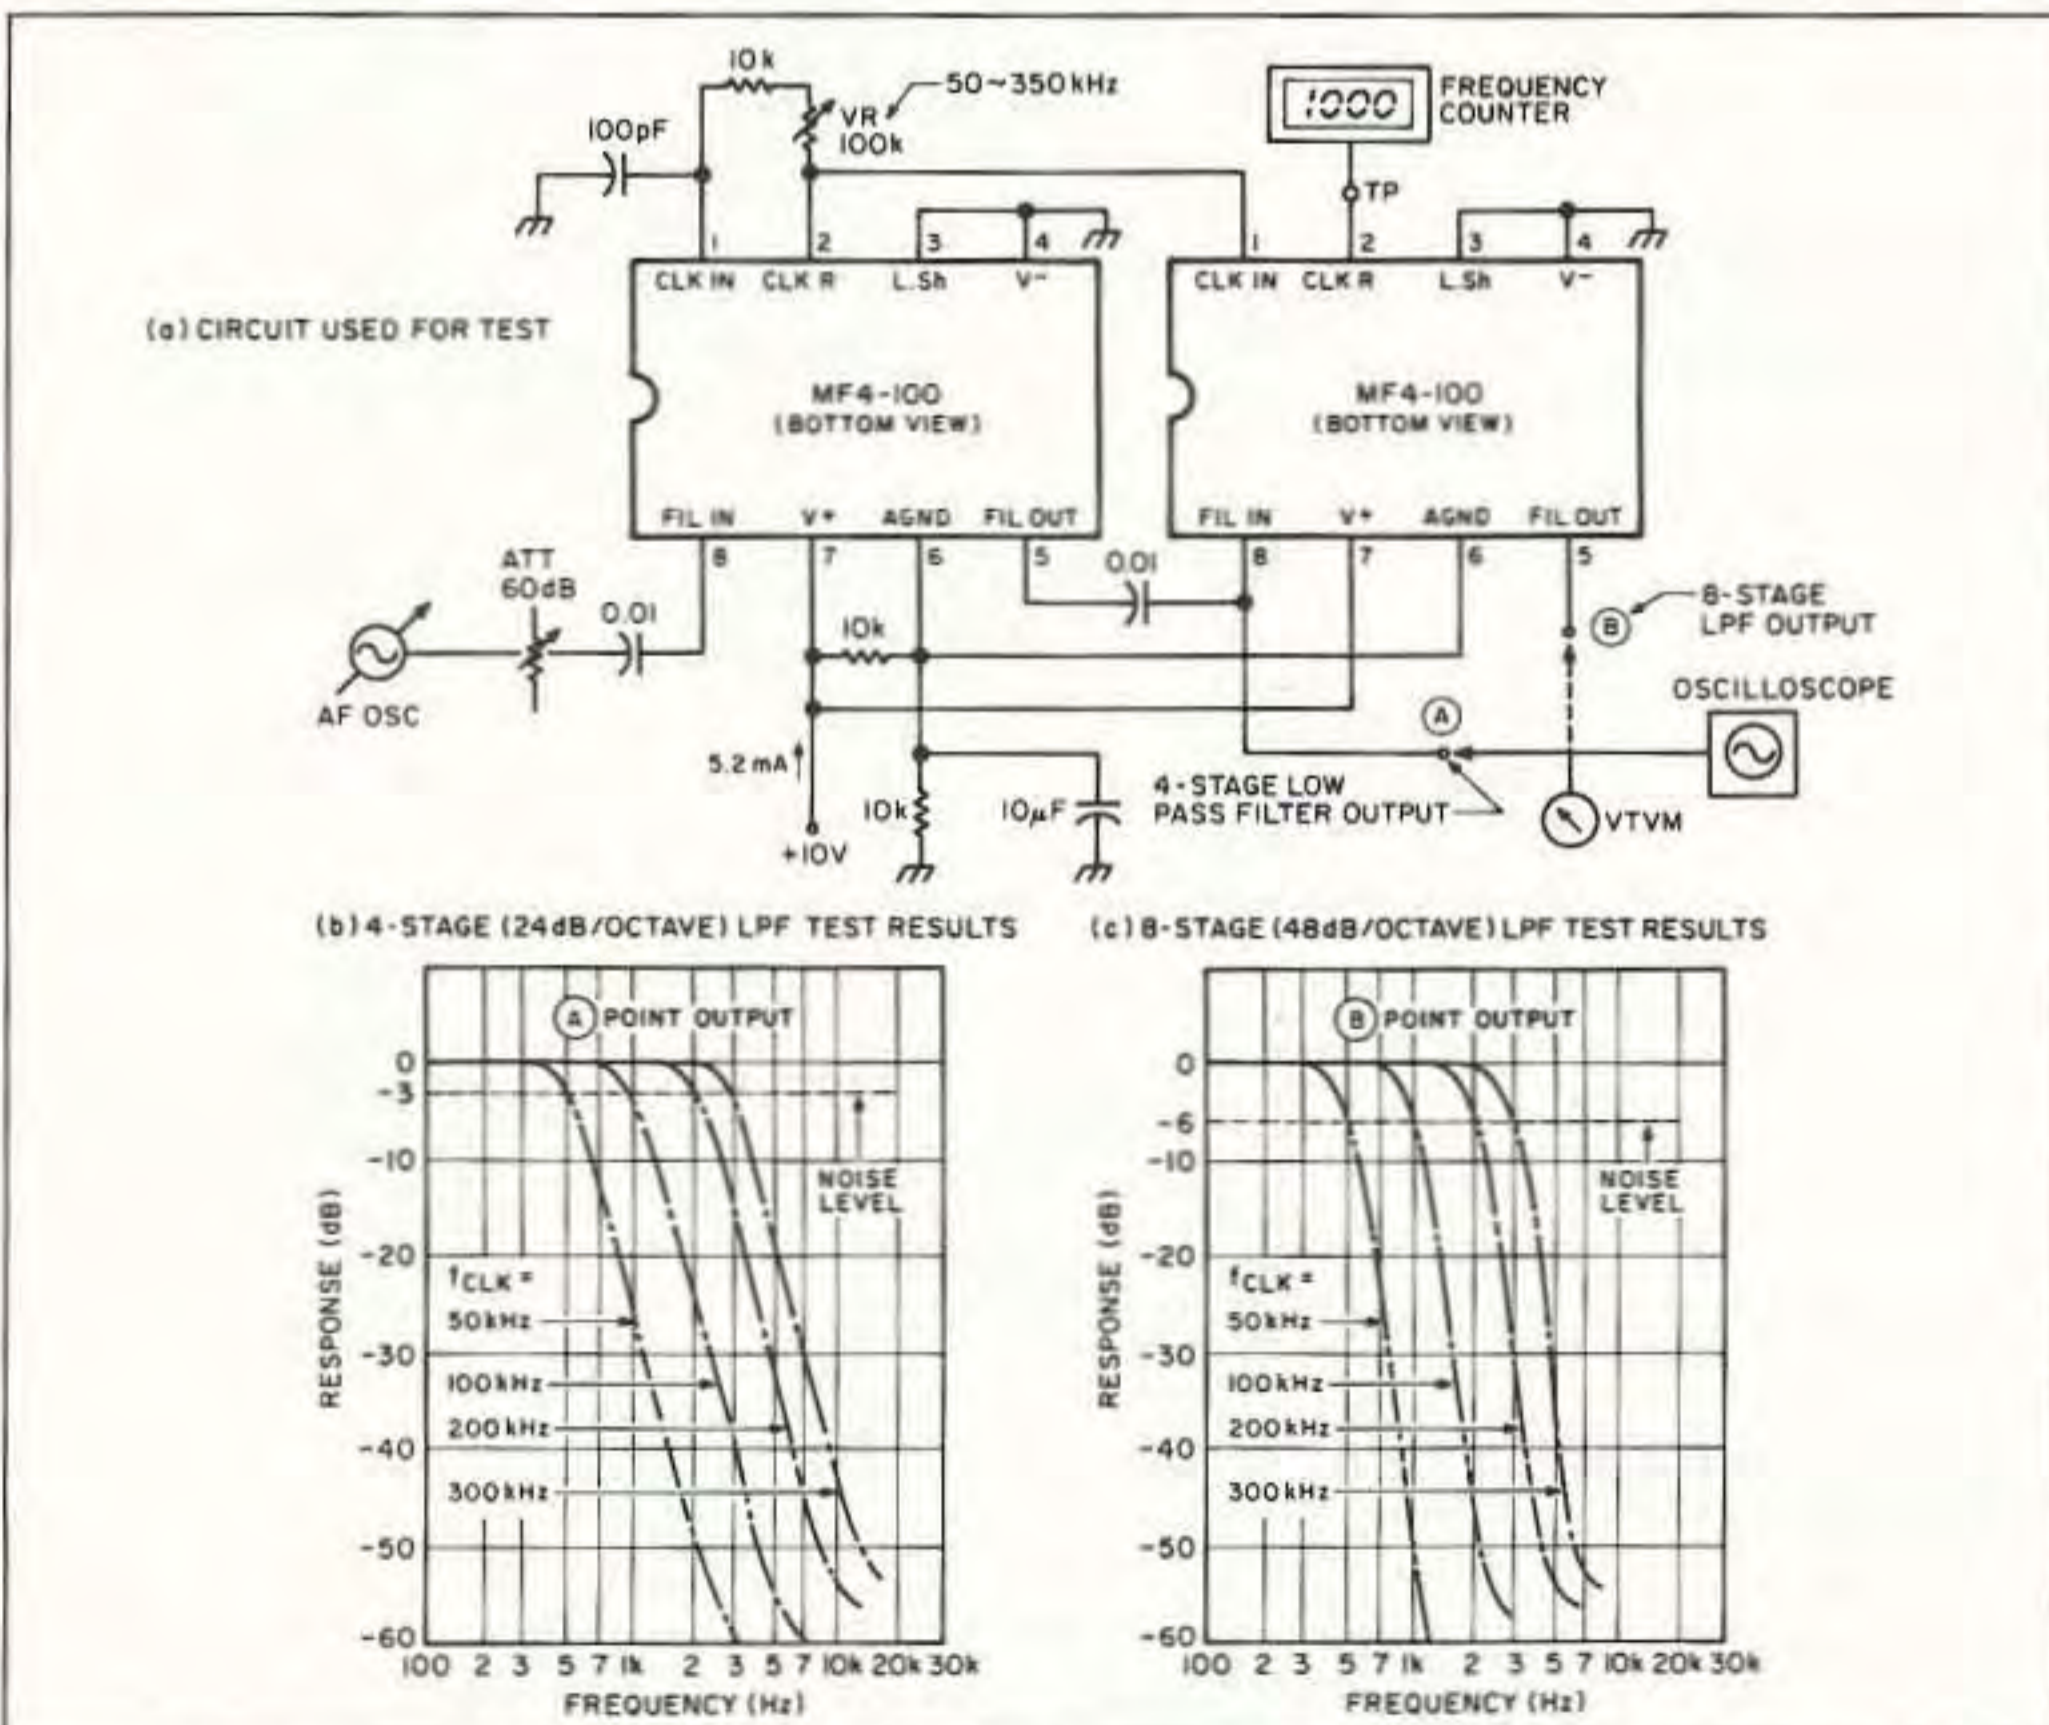 10k
50~350kHz
VR
100k
100pF
1000
FREQUENCY
COUNTER
TP
1 2 3 4
1 2 3 4
CLK IN CLK R L.Sh V-
CLK IN CLK R L.Sh V-
(a) CIRCUIT USED FOR TEST
MF4-100
(BOTTOM VIEW)
MF4-100
(BOTTOM VIEW)
FIL IN V+ AGND FIL OUT
FIL IN V+ AGND FIL OUT
8 7 6 5
8 7 6 5
ATT
60dB
0.01
0.01
AF OSC
10k
B
8-STAGE
LPF OUTPUT
OSCILLOSCOPE
A
5.2mA
10k
10µF
4-STAGE LOW
PASS FILTER OUTPUT
VTVM
+10V
(b) 4-STAGE (24dB/OCTAVE) LPF TEST RESULTS
A POINT OUTPUT
0
-3
-10
NOISE
LEVEL
-20
fCLK =
50kHz
-30
100kHz
200kHz
-40
300kHz
-50
-60
RESPONSE (dB)
100 2 3 5 7 1k 2 3 5 7 10k 20k 30k
FREQUENCY (Hz)
(c) 8-STAGE (48dB/OCTAVE) LPF TEST RESULTS
B POINT OUTPUT
0
-6
-10
NOISE
LEVEL
-20
fCLK =
50kHz
-30
100kHz
200kHz
-40
300kHz
-50
-60
RESPONSE (dB)
100 2 3 5 7 1k 2 3 5 7 10k 20k 30k
FREQUENCY (Hz)